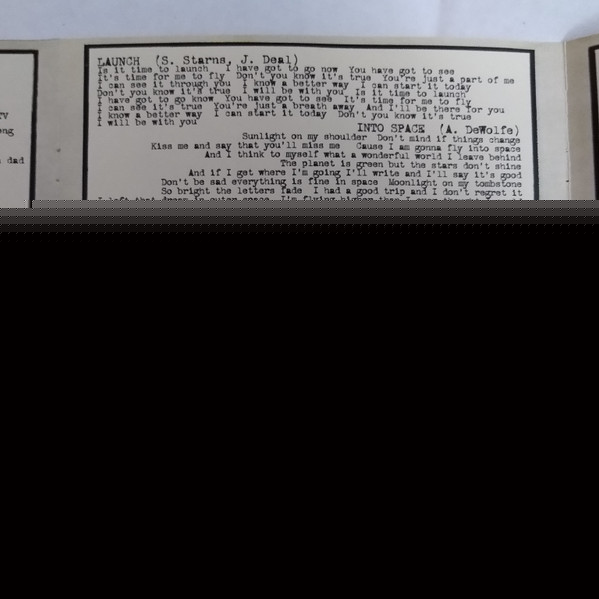 LAUNCH (S. Starns, J. Deal)
Is it time to launch I have got to go now You have got to see
It's time for me to fly Don't you know it's true You're just a part of me
I can see it through you I know a better way I can start it today
Don't you know it's true I will be with you Is it time to launch
I have got to go know You have got to see It's time for me to fly
I can see it's true You're just a breath away And I'll be there for you
I know a better way I can start it today Don't you know it's true
I will be with you
INTO SPACE (A. DeWolfe)
Sunlight on my shoulder Don't mind if things change
Kiss me and say that you'll miss me Cause I am gonna fly into space
And I think to myself what a wonderful world I leave behind
The planet is green but the stars don't shine
And if I get where I'm going I'll write and I'll say it's good
Don't be sad everything is fine in space Moonlight on my tombstone
So bright the letters fade I had a good trip and I don't regret it
dad